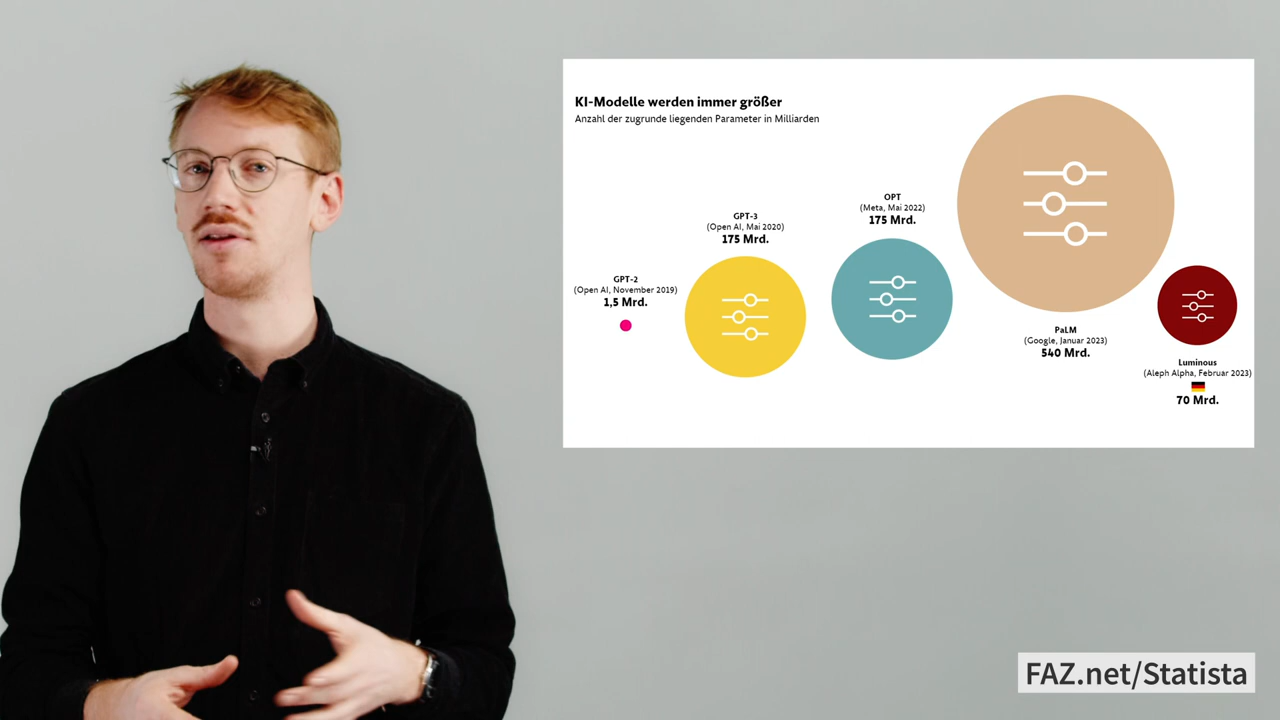 KI-Modelle werden immer größer
Anzahl der zugrunde liegenden Parameter in Milliarden
GPT-2
(Open AI, November 2019)
1,5 Mrd.
GPT-3
(Open AI, Mai 2020)
175 Mrd.
OPT
(Meta, Mai 2022)
175 Mrd.
PaLM
(Google, Januar 2023)
540 Mrd.
Luminous
(Aleph Alpha, Februar 2023)
70 Mrd.
FAZ.net/Statista